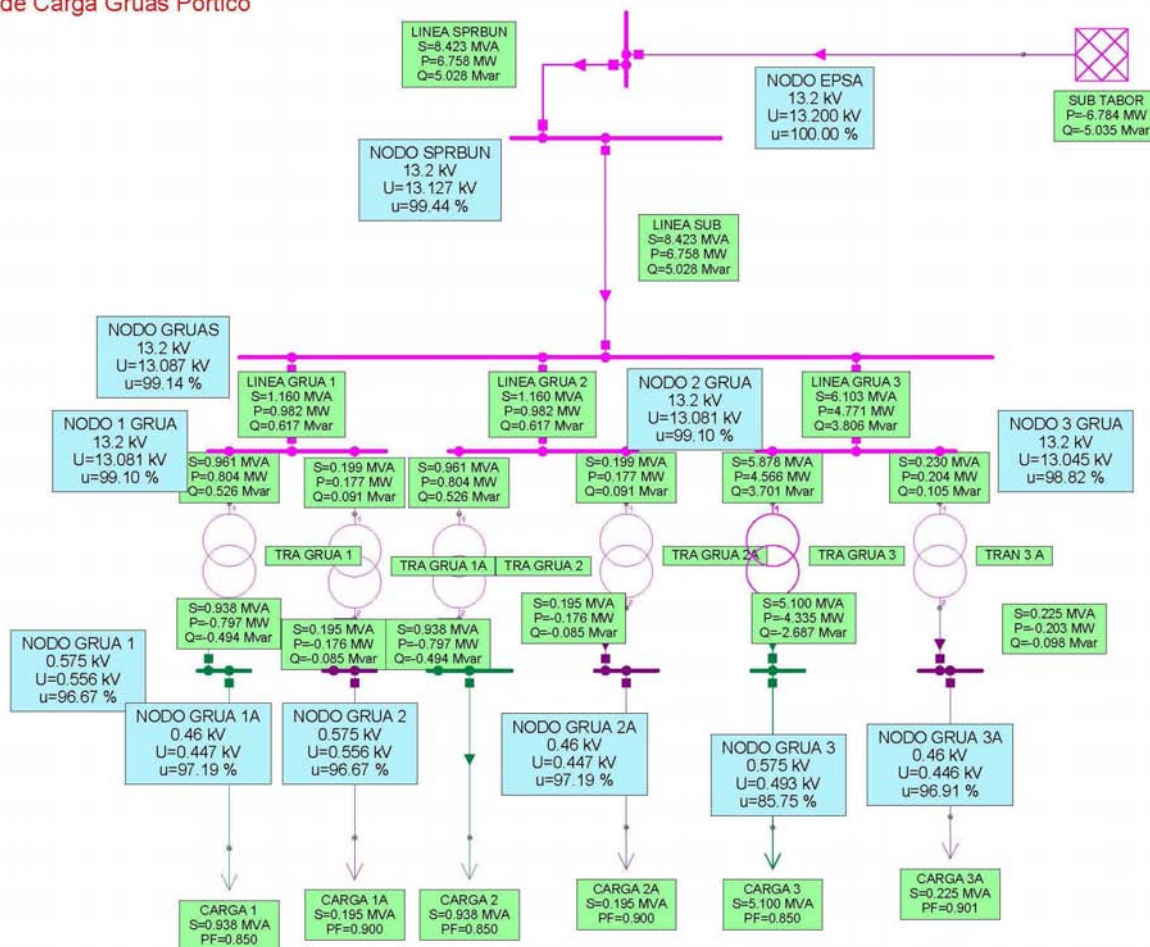 de Carga Grúas Pórtico
LINEA SPRBUN
S=8.423 MVA
P=6.758 MW
Q=5.028 Mvar
NODO EPSA
13.2 kV
U=13.200 kV
u=100.00 %
SUB TABOR
P=-6.784 MW
Q=-5.035 Mvar
NODO SPRBUN
13.2 kV
U=13.127 kV
u=99.44 %
LINEA SUB
S=8.423 MVA
P=6.758 MW
Q=5.028 Mvar
NODO GRUAS
13.2 kV
U=13.087 kV
u=99.14 %
LINEA GRUA 1
S=1.160 MVA
P=0.982 MW
Q=0.617 Mvar
LINEA GRUA 2
S=1.160 MVA
P=0.982 MW
Q=0.617 Mvar
NODO 2 GRUA
13.2 kV
U=13.081 kV
u=99.10 %
LINEA GRUA 3
S=6.103 MVA
P=4.771 MW
Q=3.806 Mvar
NODO 1 GRUA
13.2 kV
U=13.081 kV
u=99.10 %
NODO 3 GRUA
13.2 kV
U=13.045 kV
u=98.82 %
S=0.961 MVA
P=0.804 MW
Q=0.526 Mvar
S=0.199 MVA
P=0.177 MW
Q=0.091 Mvar
S=0.961 MVA
P=0.804 MW
Q=0.526 Mvar
S=0.199 MVA
P=0.177 MW
Q=0.091 Mvar
S=5.878 MVA
P=4.566 MW
Q=3.701 Mvar
S=0.230 MVA
P=0.204 MW
Q=0.105 Mvar
TRA GRUA 1
TRA GRUA 1A
TRA GRUA 2
TRA GRUA 2A
TRA GRUA 3
TRAN 3 A
S=0.938 MVA
P=-0.797 MW
Q=-0.494 Mvar
S=0.195 MVA
P=-0.176 MW
Q=-0.085 Mvar
S=0.938 MVA
P=-0.797 MW
Q=-0.494 Mvar
S=0.195 MVA
P=-0.176 MW
Q=-0.085 Mvar
S=5.100 MVA
P=-4.335 MW
Q=-2.687 Mvar
S=0.225 MVA
P=-0.203 MW
Q=-0.098 Mvar
NODO GRUA 1
0.575 kV
U=0.556 kV
u=96.67 %
NODO GRUA 1A
0.46 kV
U=0.447 kV
u=97.19 %
NODO GRUA 2
0.575 kV
U=0.556 kV
u=96.67 %
NODO GRUA 2A
0.46 kV
U=0.447 kV
u=97.19 %
NODO GRUA 3
0.575 kV
U=0.493 kV
u=85.75 %
NODO GRUA 3A
0.46 kV
U=0.446 kV
u=96.91 %
CARGA 1
S=0.938 MVA
PF=0.850
CARGA 1A
S=0.195 MVA
PF=0.900
CARGA 2
S=0.938 MVA
PF=0.850
CARGA 2A
S=0.195 MVA
PF=0.900
CARGA 3
S=5.100 MVA
PF=0.850
CARGA 3A
S=0.225 MVA
PF=0.901